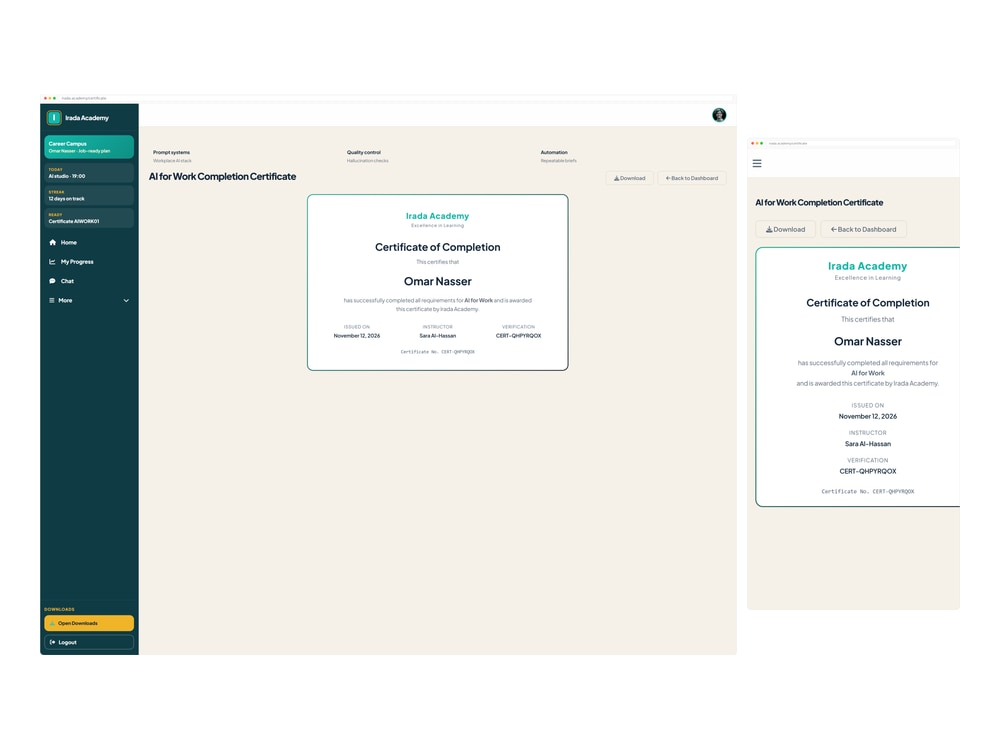 irada.academy/certificate
I
Irada Academy
Career Campus
Omar Nasser · Job-ready plan
TODAY
AI studio · 19:00
STREAK
12 days on track
READY
Certificate AIWORK01
Home
My Progress
Chat
More
DOWNLOADS
Open Downloads
Logout
Prompt systems
Workplace AI stack
Quality control
Hallucination checks
Automation
Repeatable briefs
AI for Work Completion Certificate
Download
Back to Dashboard
Irada Academy
Excellence in Learning
Certificate of Completion
This certifies that
Omar Nasser
has successfully completed all requirements for AI for Work and is awarded
this certificate by Irada Academy.
ISSUED ON
November 12, 2026
INSTRUCTOR
Sara Al-Hassan
VERIFICATION
CERT-QHPYRQOX
Certificate No. CERT-QHPYRQOX
irada.academy/certificate
AI for Work Completion Certificate
Download
Back to Dashboard
Irada Academy
Excellence in Learning
Certificate of Completion
This certifies that
Omar Nasser
has successfully completed all requirements for
AI for Work
and is awarded this certificate by Irada Academy.
ISSUED ON
November 12, 2026
INSTRUCTOR
Sara Al-Hassan
VERIFICATION
CERT-QHPYRQOX
Certificate No. CERT-QHPYRQOX